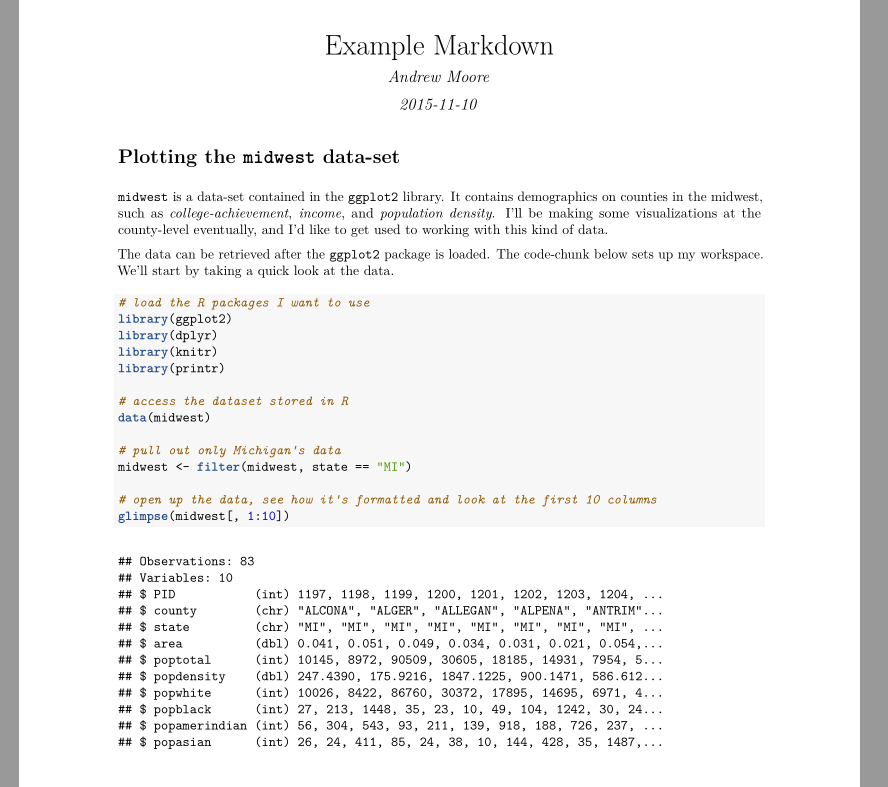 Example Markdown
Andrew Moore
2015-11-10
Plotting the midwest data-set
midwest is a data-set contained in the ggplot2 library. It contains demographics on counties in the midwest,
such as college-achievement, income, and population density. I'll be making some visualizations at the
county-level eventually, and I'd like to get used to working with this kind of data.
The data can be retrieved after the ggplot2 package is loaded. The code-chunk below sets up my workspace.
We'll start by taking a quick look at the data.
# load the R packages I want to use
library(ggplot2)
library(dplyr)
library(knitr)
library(printr)
# access the dataset stored in R
data(midwest)
# pull out only Michigan's data
midwest <- filter(midwest, state == "MI")
# open up the data, see how it's formatted and look at the first 10 columns
glimpse(midwest[, 1:10])
## Observations: 83
## Variables: 10
## $ PID          (int) 1197, 1198, 1199, 1200, 1201, 1202, 1203, 1204, ...
## $ county       (chr) "ALCONA", "ALGER", "ALLEGAN", "ALPENA", "ANTRIM"...
## $ state        (chr) "MI", "MI", "MI", "MI", "MI", "MI", "MI", "MI", ...
## $ area         (dbl) 0.041, 0.051, 0.049, 0.034, 0.031, 0.021, 0.054,...
## $ poptotal     (int) 10145, 8972, 90509, 30605, 18185, 14931, 7954, 5...
## $ popdensity   (dbl) 247.4390, 175.9216, 1847.1225, 900.1471, 586.612...
## $ popwhite     (int) 10026, 8422, 86760, 30372, 17895, 14695, 6971, 4...
## $ popblack     (int) 27, 213, 1448, 35, 23, 10, 49, 104, 1242, 30, 24...
## $ popamerindian (int) 56, 304, 543, 93, 211, 139, 918, 188, 726, 237, ...
## $ popasian     (int) 26, 24, 411, 85, 24, 38, 10, 144, 428, 35, 1487,...